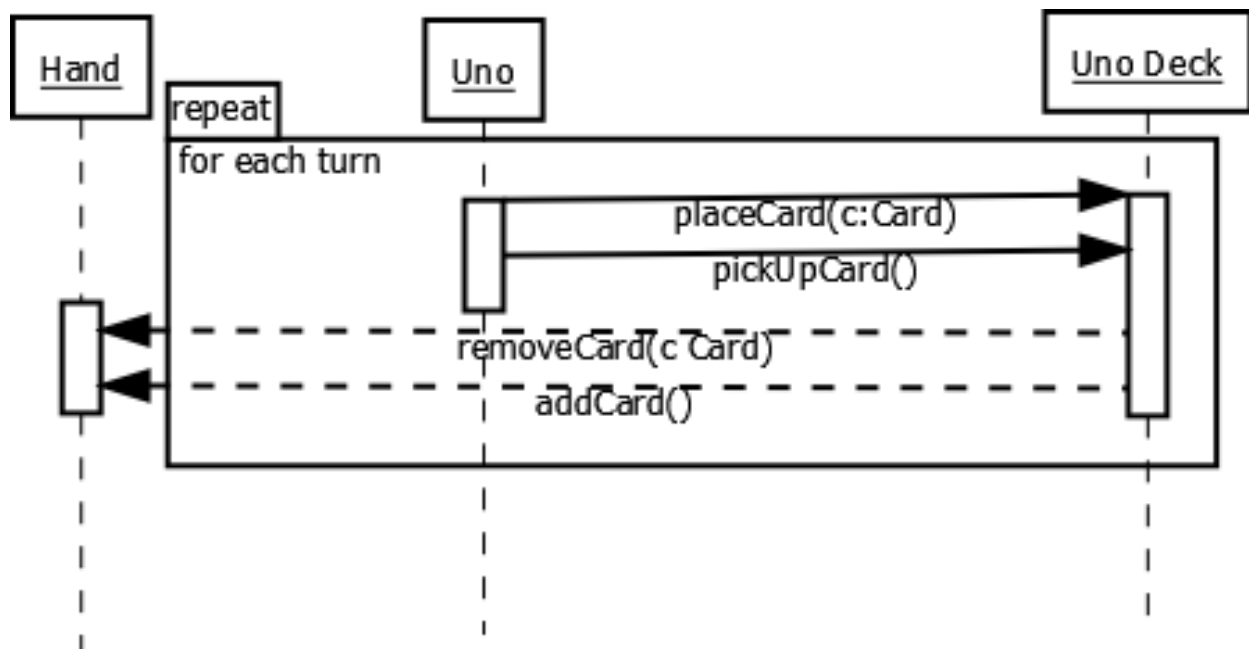 Hand
Uno
Uno Deck
repeat
for each turn
placeCard(c:Card)
pickUpCard()
removeCard(c Card)
addCard()